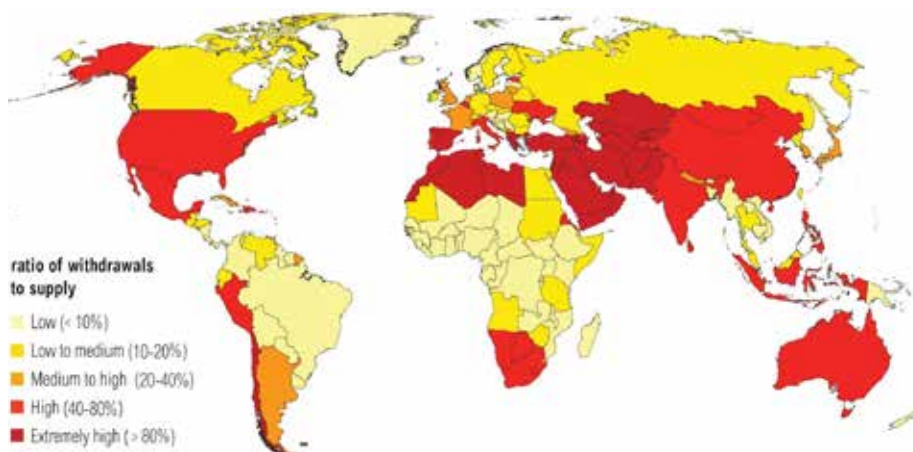 ratio of withdrawals
to supply
Low (< 10%)
Low to medium (10-20%)
Medium to high (20-40%)
High (40-80%)
Extremely high (> 80%)